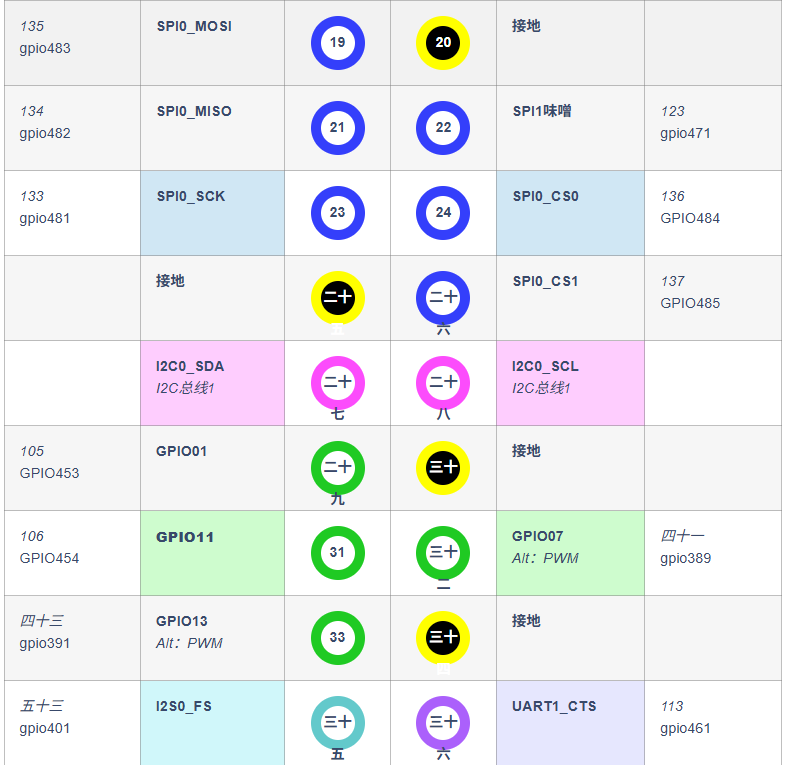 135
gpio483
SPI0_MOSI
19
20
接地
134
gpio482
SPI0_MISO
21
22
SPI1味噌
123
gpio471
133
gpio481
SPI0_SCK
23
24
SPI0_CS0
136
GPIO484
接地
二十
五
二十
六
SPI0_CS1
137
GPIO485
I2C0_SDA
I2C总线1
二十
七
二十
八
I2C0_SCL
I2C总线1
105
GPIO453
GPIO01
二十
九
三十
接地
106
GPIO454
GPIO11
31
三十
二
GPIO07
Alt：PWM
四十一
gpio389
四十三
gpio391
GPIO13
Alt：PWM
33
三十
四
接地
五十三
gpio401
I2S0_FS
三十
五
三十
六
UART1_CTS
113
gpio461